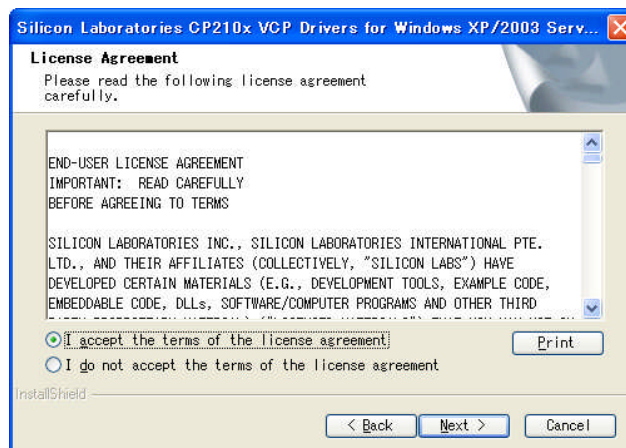 Silicon Laboratories CP210x VCP Drivers for Windows XP/2003 Serv...
License Agreement
Please read the following license agreement
carefully.
END-USER LICENSE AGREEMENT
IMPORTANT: READ CAREFULLY
BEFORE AGREEING TO TERMS
SILICON LABORATORIES INC., SILICON LABORATORIES INTERNATIONAL PTE.
LTD., AND THEIR AFFILIATES (COLLECTIVELY, "SILICON LABS") HAVE
DEVELOPED CERTAIN MATERIALS (E.G., DEVELOPMENT TOOLS, EXAMPLE CODE,
EMBEDDABLE CODE, DLLs, SOFTWARE/COMPUTER PROGRAMS AND OTHER THIRD
I accept the terms of the license agreement
Print
I do not accept the terms of the license agreement
InstallShield
< Back
Next >
Cancel